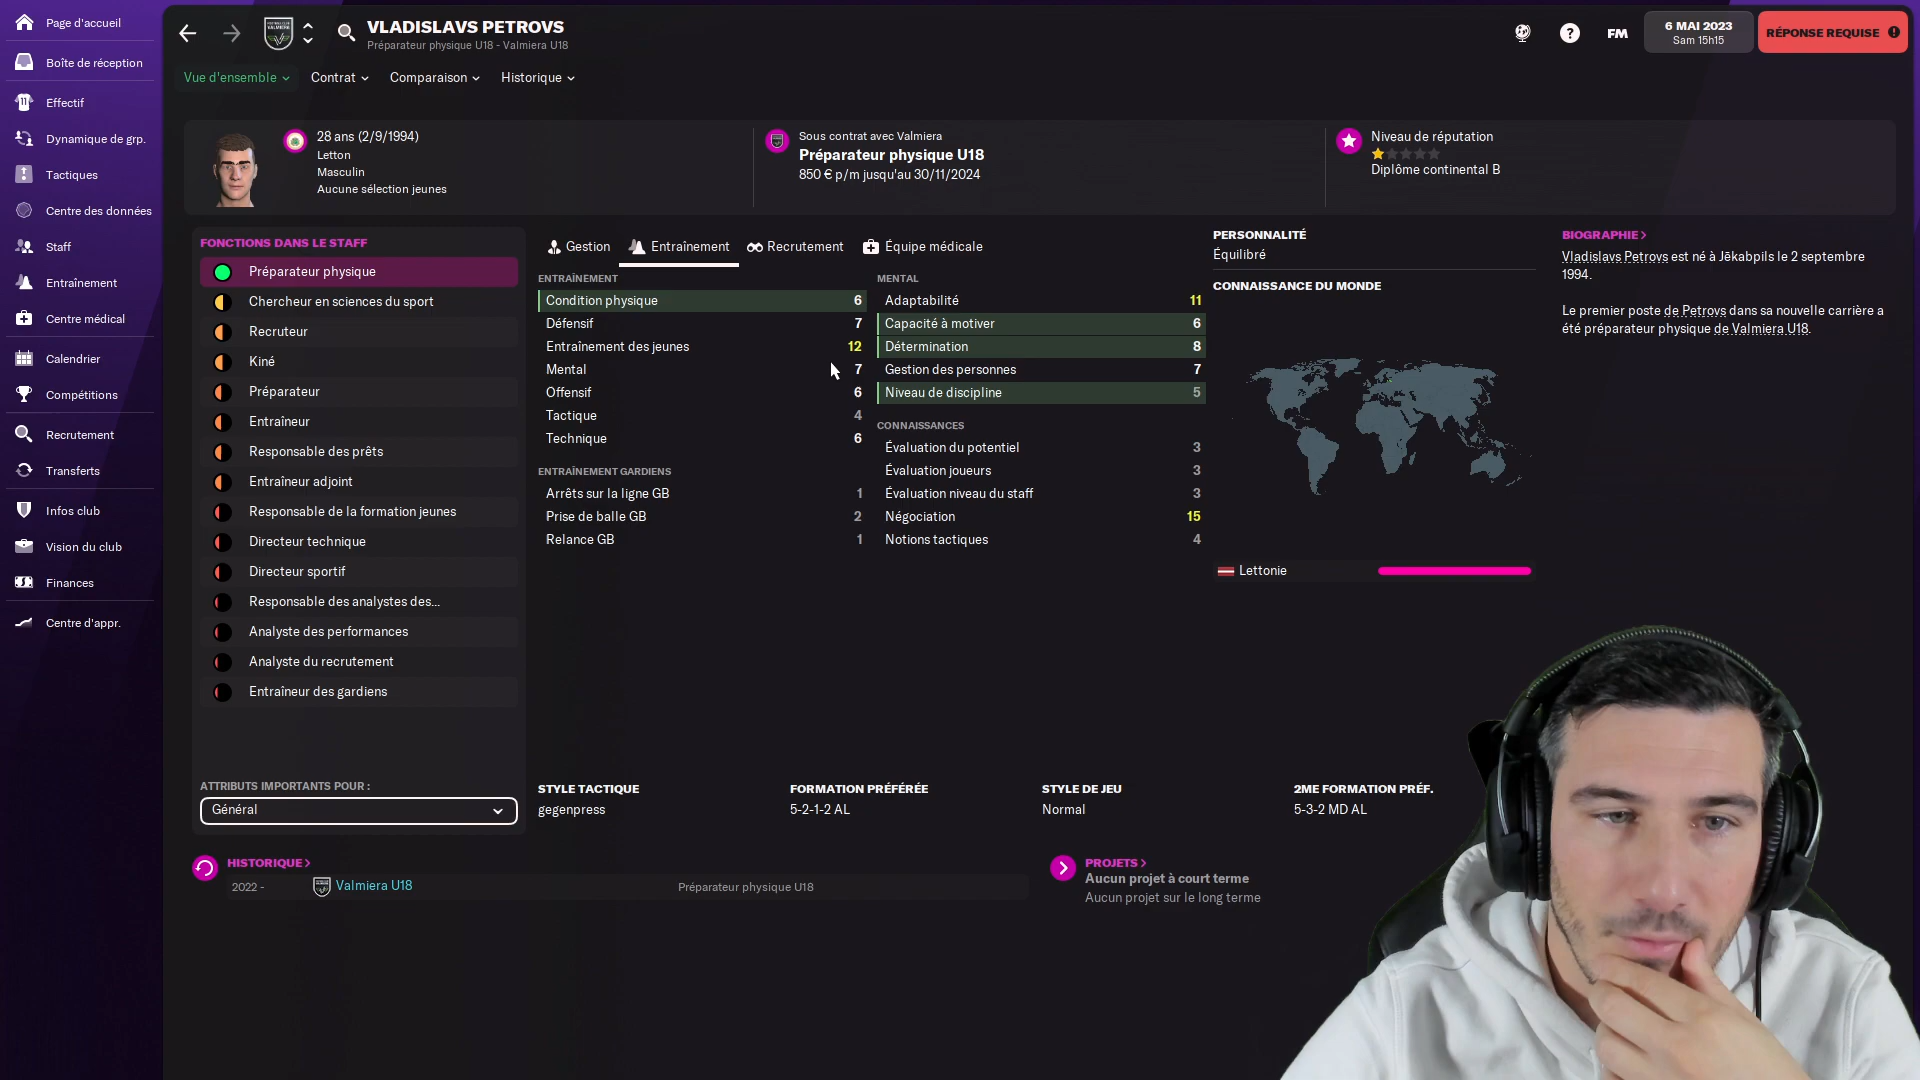 Page d'accueil
Boîte de réception
Effectif
Dynamique de grp.
Tactiques
Centre des données
Staff
Entraînement
Centre médical
Calendrier
Compétitions
Recrutement
Transferts
Infos club
Vision du club
Finances
Centre d'appr.
VLADISLAVS PETROVS
Préparateur physique U18 - Valmiera U18
FM
6 MAI 2023
Sam 15h15
RÉPONSE REQUISE
Vue d'ensemble
Contrat
Comparaison
Historique
28 ans (2/9/1994)
Letton
Masculin
Aucune sélection jeunes
Sous contrat avec Valmiera
Préparateur physique U18
850 € p/m jusqu'au 30/11/2024
Niveau de réputation
Diplôme continental B
FONCTIONS DANS LE STAFF
Préparateur physique
Chercheur en sciences du sport
Recruteur
Kiné
Préparateur
Entraîneur
Responsable des prêts
Entraîneur adjoint
Responsable de la formation jeunes
Directeur technique
Directeur sportif
Responsable des analystes des...
Analyste des performances
Analyste du recrutement
Entraîneur des gardiens
ATTRIBUTS IMPORTANTS POUR :
Général
Gestion
Entraînement
Recrutement
Équipe médicale
ENTRAÎNEMENT
Condition physique 6
Défensif 7
Entraînement des jeunes 12
Mental 7
Offensif 6
Tactique 4
Technique 6
ENTRAÎNEMENT GARDIENS
Arrêts sur la ligne GB 1
Prise de balle GB 2
Relance GB 1
MENTAL
Adaptabilité 11
Capacité à motiver 6
Détermination 8
Gestion des personnes 7
Niveau de discipline 5
CONNAISSANCES
Évaluation du potentiel 3
Évaluation joueurs 3
Évaluation niveau du staff 3
Négociation 15
Notions tactiques 4
PERSONNALITÉ
Équilibré
CONNAISSANCE DU MONDE
Lettonie
BIOGRAPHIE >
Vladislavs Petrovs est né à Jēkabpils le 2 septembre
1994.
Le premier poste de Petrovs dans sa nouvelle carrière a
été préparateur physique de Valmiera U18.
STYLE TACTIQUE
gegenpress
FORMATION PRÉFÉRÉE
5-2-1-2 AL
STYLE DE JEU
Normal
2ME FORMATION PRÉF.
5-3-2 MD AL
HISTORIQUE >
2022 - Valmiera U18 Préparateur physique U18
PROJETS >
Aucun projet à court terme
Aucun projet sur le long terme